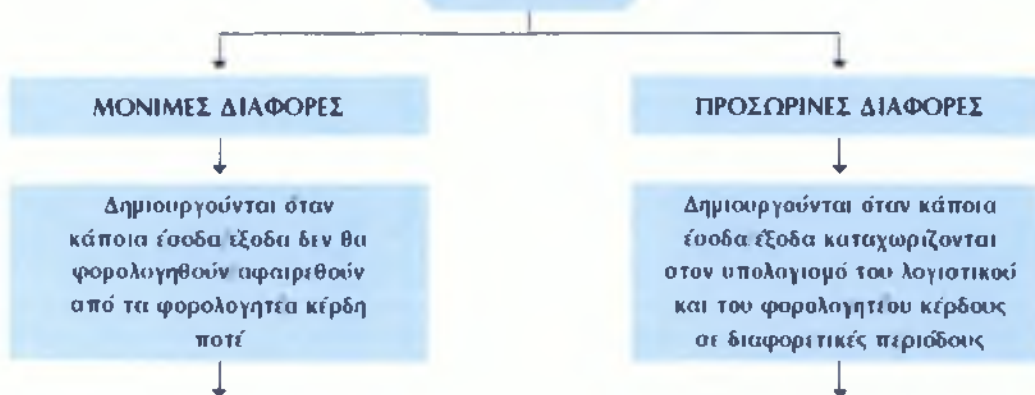 ΜΟΝΙΜΕΣ ΔΙΑΦΟΡΕΣ
Δημιουργούνται όταν
κάποια έσοδα έξοδα δεν θα
φορολογηθούν αφαιρεθούν
από τα φορολογητέα κέρδη
ποτέ
ΠΡΟΣΩΡΙΝΕΣ ΔΙΑΦΟΡΕΣ
Δημιουργούνται όταν κάποια
έσοδα έξοδα καταχωρίζονται
στον υπολογισμό του λογιστικού
και του φορολογητέου κέρδους
σε διαφορετικές περιόδους